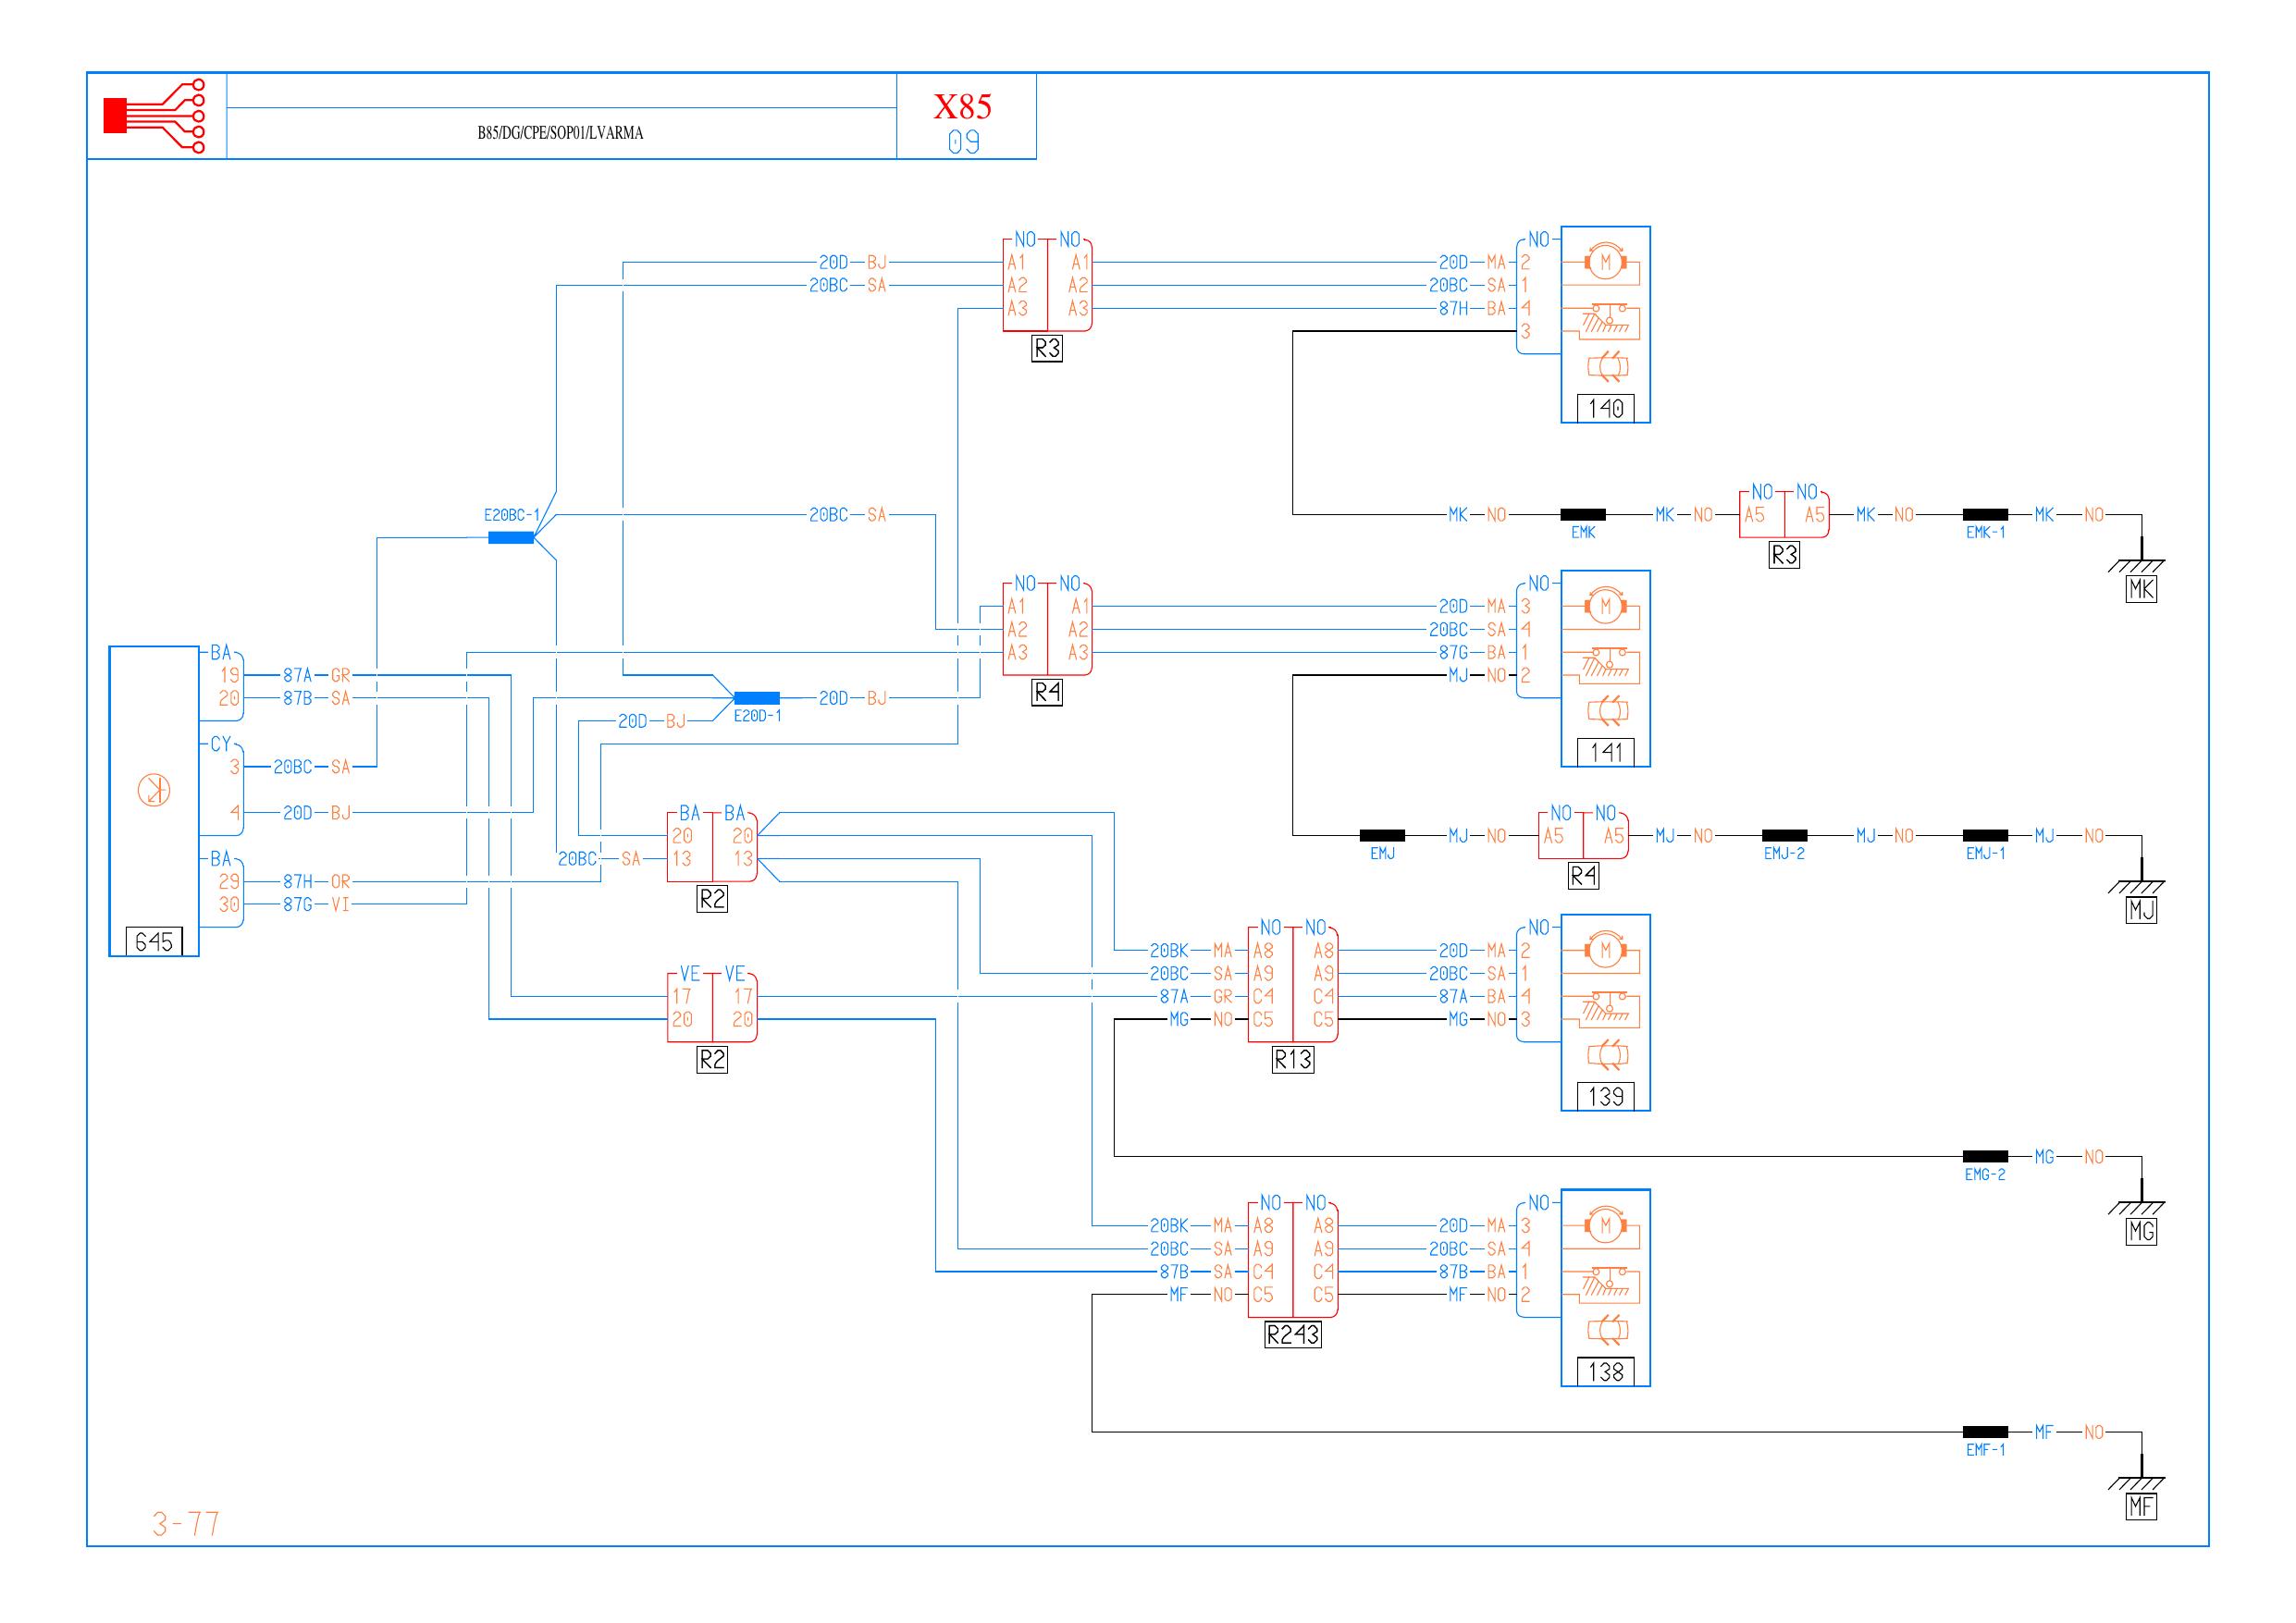 B85/DG/CPE/SOP01/LVARMA
X85
09
NO NO
20D BJ A1 A1 20D MA 2
20BC SA A2 A2 20BC SA 1
A3 A3 87H BA 4
3
R3
NO
M
140
E20BC-1
20BC SA
MK NO
EMK
MK NO
NO NO
A5 A5
R3
MK NO
EMK-1
MK NO
MK
NO NO
A1 A1 20D MA 3
A2 A2 20BC SA 4
A3 A3 87G BA 1
MJ NO 2
R4
NO
M
141
BA
19 87A GR
20 87B SA
CY
3 20BC SA
4 20D BJ
BA
29 87H OR
30 87G VI
645
20D BJ
E20D-1
20D BJ
BA BA
20 20
20BC SA 13 13
R2
EMJ
MJ NO
NO NO
A5 A5
R4
MJ NO
EMJ-2
MJ NO
EMJ-1
MJ NO
MJ
VE VE
17 17
20 20
R2
NO NO
20BK MA A8 A8 20D MA 2
20BC SA A9 A9 20BC SA 1
87A GR C4 C4 87A BA 4
MG NO C5 C5 MG NO 3
R13
NO
M
139
EMG-2
MG NO
MG
NO NO
20BK MA A8 A8 20D MA 3
20BC SA A9 A9 20BC SA 4
87B SA C4 C4 87B BA 1
MF NO C5 C5 MF NO 2
R243
NO
M
138
EMF-1
MF NO
MF
3-77